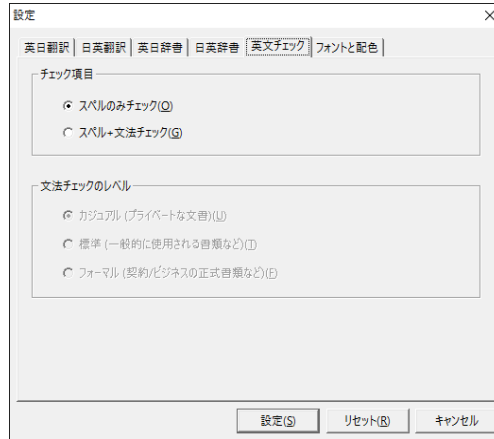 設定
英日翻訳 日英翻訳 英日辞書 日英辞書 英文チェック フォントと配色
チェック項目
スペルのみチェック(O)
スペル+文法チェック(G)
文法チェックのレベル
カジュアル (プライベートな文書)(U)
標準 (一般的に使用される書類など)(T)
フォーマル (契約/ビジネスの正式書類など)(F)
設定(S) リセット(R) キャンセル